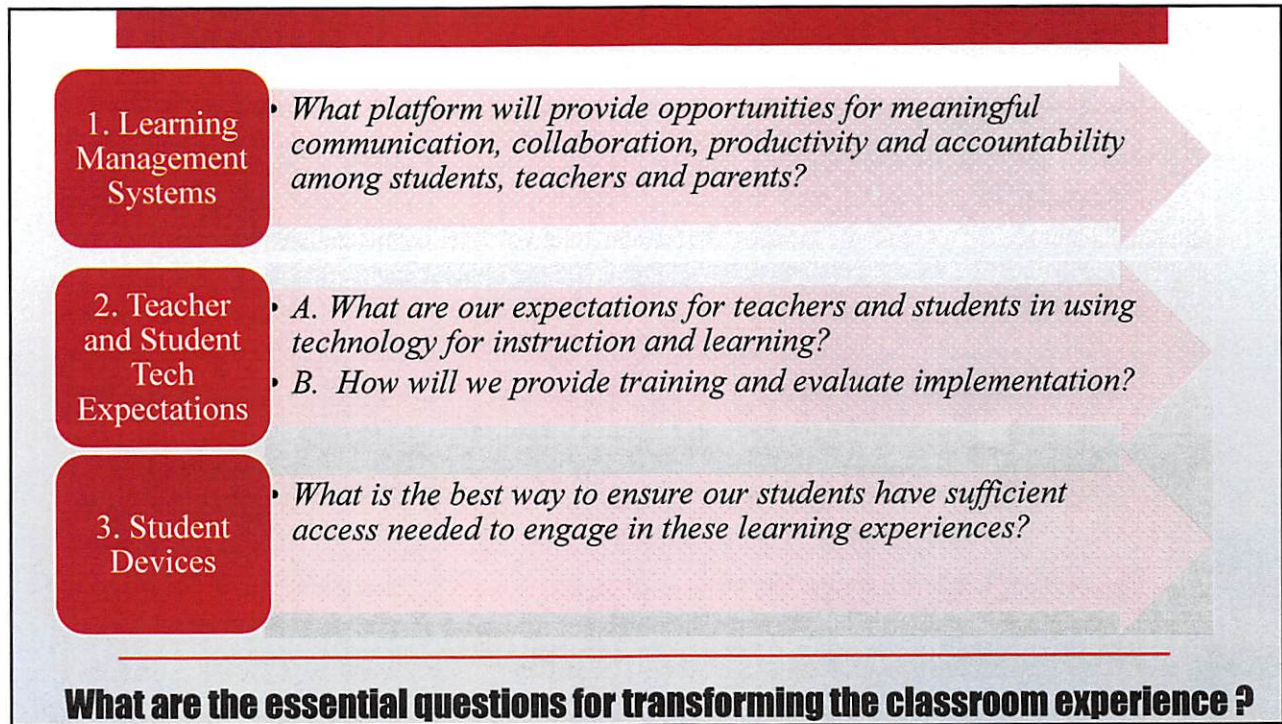 1. Learning
Management
Systems
• What platform will provide opportunities for meaningful
communication, collaboration, productivity and accountability
among students, teachers and parents?
2. Teacher
and Student
Tech
Expectations
• A. What are our expectations for teachers and students in using
technology for instruction and learning?
• B.  How will we provide training and evaluate implementation?
3. Student
Devices
• What is the best way to ensure our students have sufficient
access needed to engage in these learning experiences?
What are the essential questions for transforming the classroom experience ?